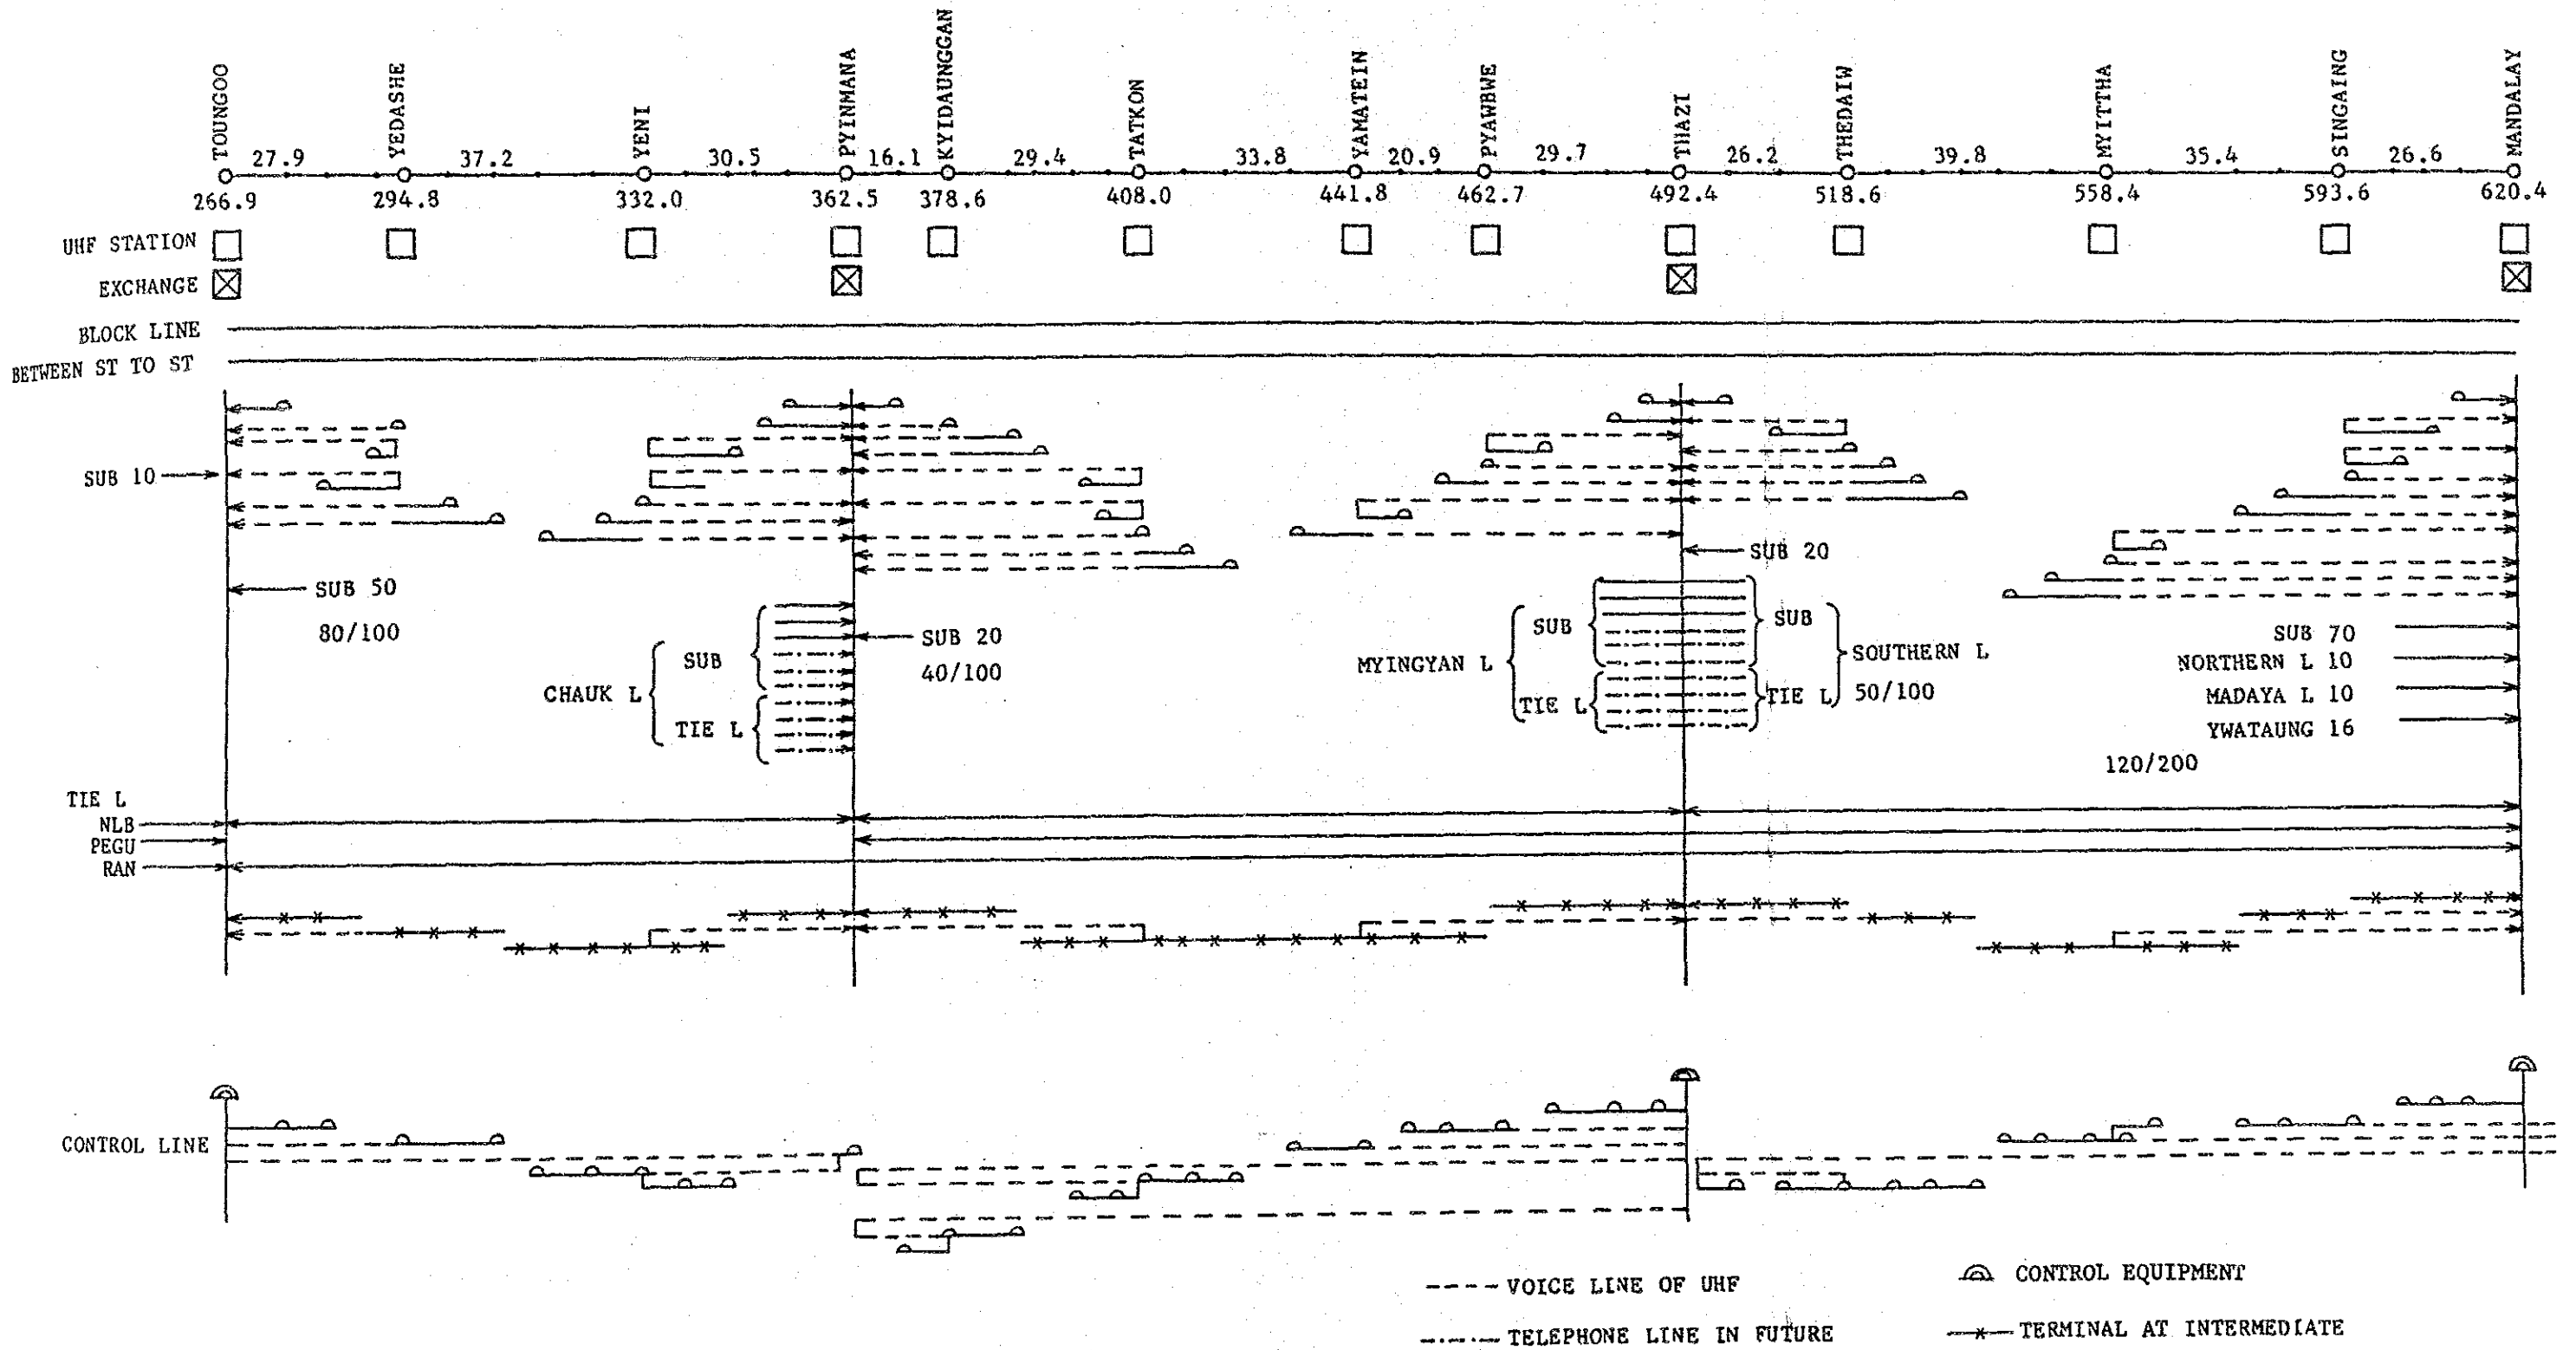 TOUNGOO YEDASHE YENI PYINMANA KYIDAUNGGAN TATKON YAMATEIN PYAWBWE THAZI THEDAIW MYITTHA SINGAING MANDALAY
27.9 37.2 30.5 16.1 29.4 33.8 20.9 29.7 26.2 39.8 35.4 26.6
266.9 294.8 332.0 362.5 378.6 408.0 441.8 462.7 492.4 518.6 558.4 593.6 620.4
UHF STATION
EXCHANGE
BLOCK LINE
BETWEEN ST TO ST
SUB 10
SUB 20
SUB 50
80/100
SUB 20
40/100
CHAUK L
SUB
TIE L
MYINGYAN L
SUB
TIE L
SUB
TIE L
SOUTHERN L
50/100
SUB 70
NORTHERN L 10
MADAYA L 10
YWATAUNG 16
120/200
TIE L
NLB
PEGU
RAN
CONTROL LINE
VOICE LINE OF UHF
CONTROL EQUIPMENT
TELEPHONE LINE IN FUTURE
TERMINAL AT INTERMEDIATE